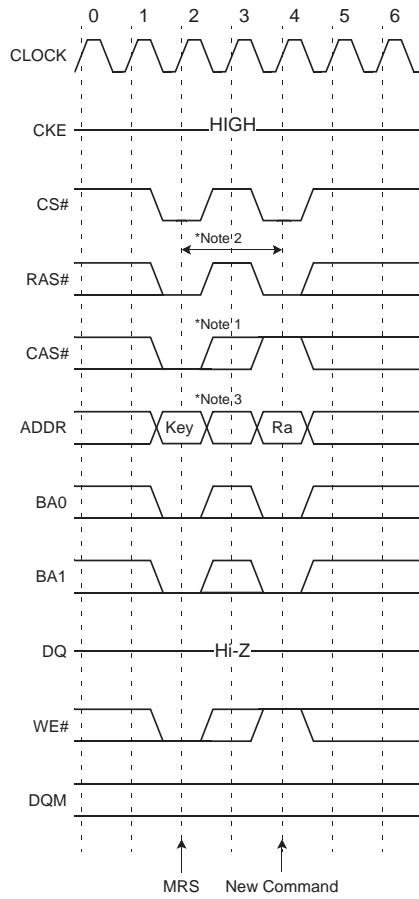 0 1 2 3 4 5 6
CLOCK
CKE HIGH
CS#
*Note 2
RAS#
*Note 1
CAS#
*Note 3
ADDR Key Ra
BA0
BA1
DQ Hi-Z
WE#
DQM
MRS New Command